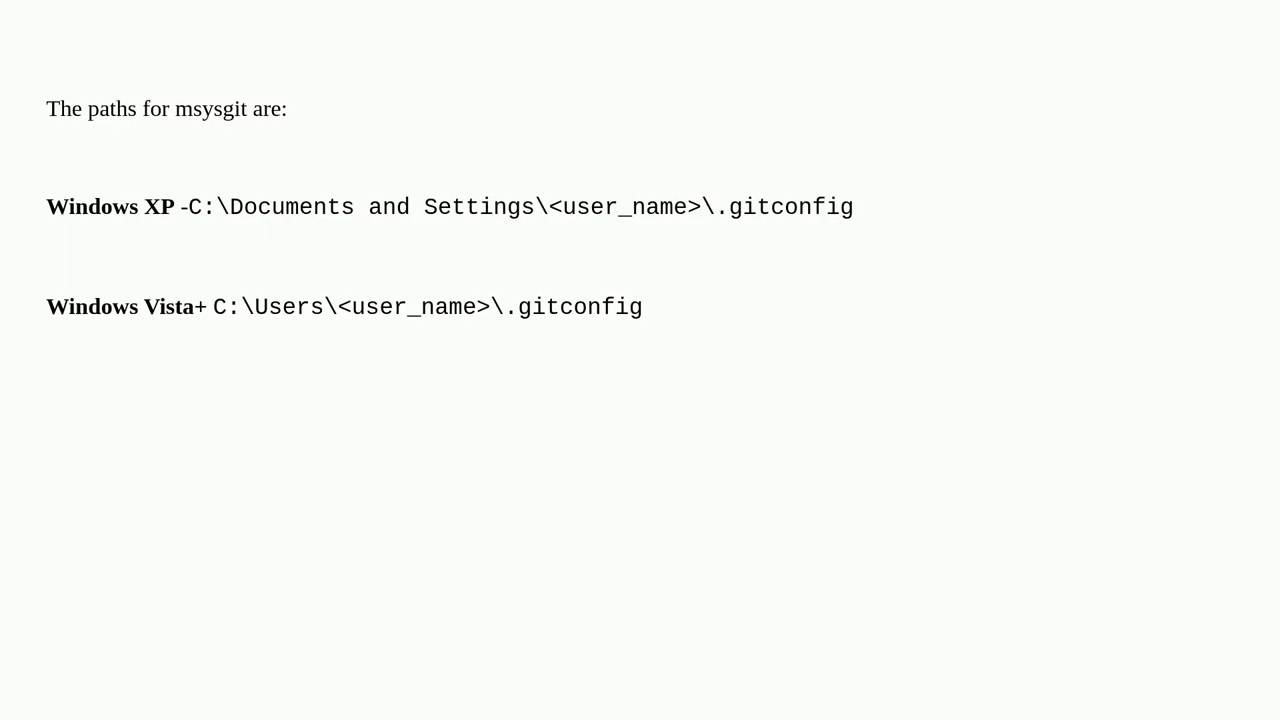 The paths for msysgit are:
Windows XP -C:\Documents and Settings\<user_name>\.gitconfig
Windows Vista+ C:\Users\<user_name>\.gitconfig